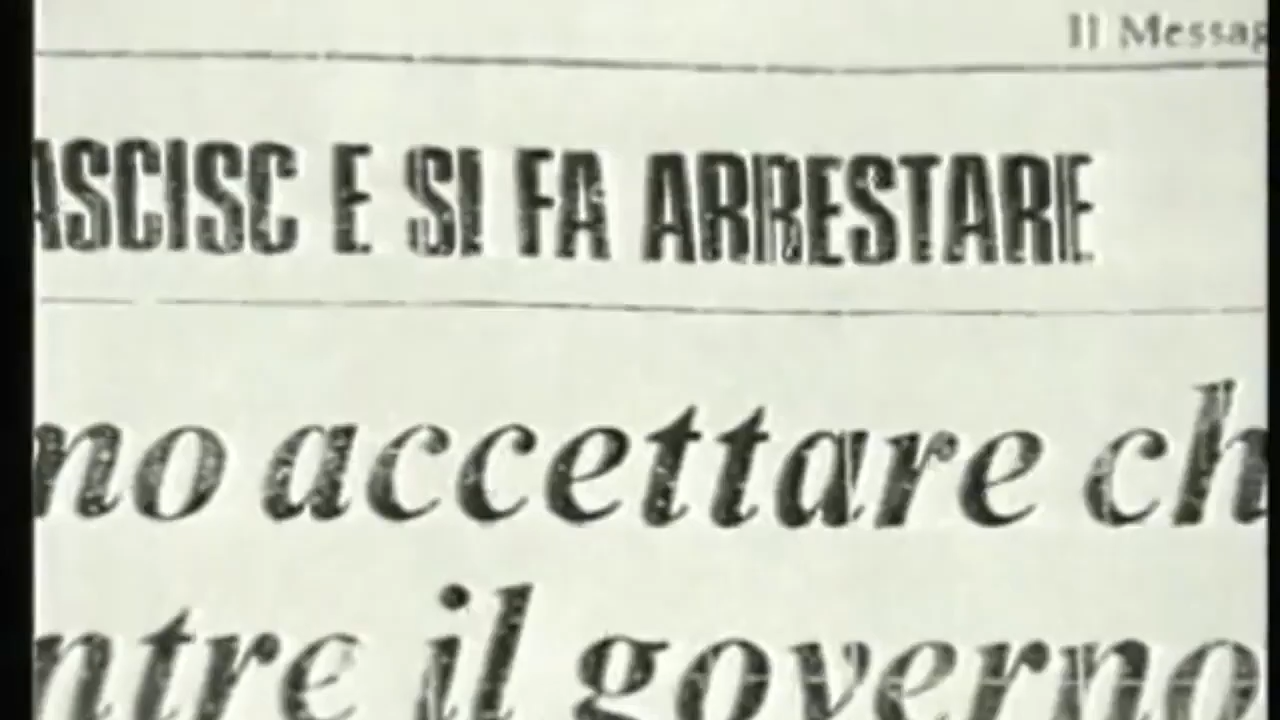 Il Messag
ASCISC E SI FA ARRESTARE
no accettare ch
ntre il governo